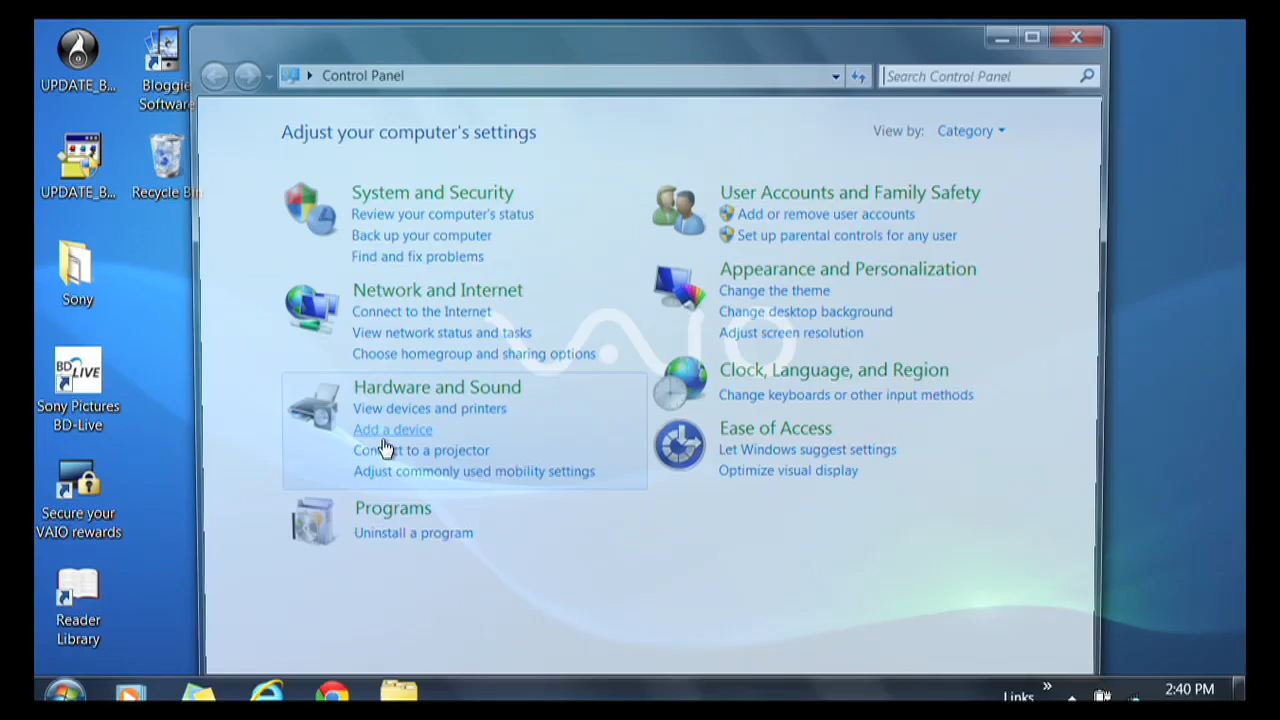 UPDATE_B...
Bloggie
Software
UPDATE_B...
Recycle Bin
Sony
BD LIVE
Sony Pictures
BD-Live
Secure your
VAIO rewards
Reader
Library
Control Panel
Search Control Panel
Adjust your computer's settings
View by: Category
System and Security
Review your computer's status
Back up your computer
Find and fix problems
Network and Internet
Connect to the Internet
View network status and tasks
Choose homegroup and sharing options
Hardware and Sound
View devices and printers
Add a device
Connect to a projector
Adjust commonly used mobility settings
Programs
Uninstall a program
User Accounts and Family Safety
Add or remove user accounts
Set up parental controls for any user
Appearance and Personalization
Change the theme
Change desktop background
Adjust screen resolution
Clock, Language, and Region
Change keyboards or other input methods
Ease of Access
Let Windows suggest settings
Optimize visual display
VAIO
Links
2:40 PM